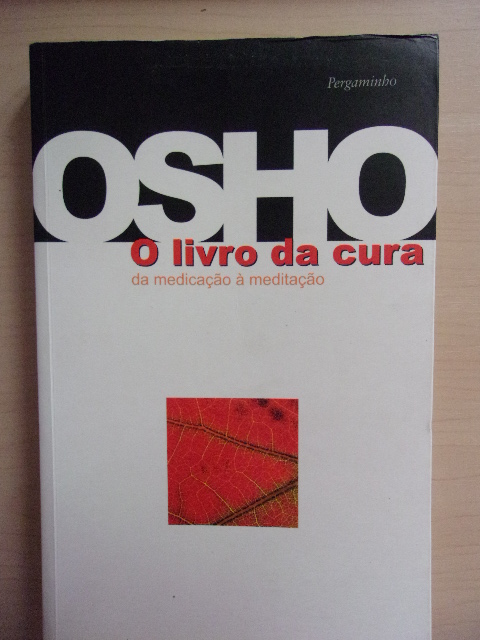 Pergaminho
OSHO
O livro da cura
da medicação à meditação